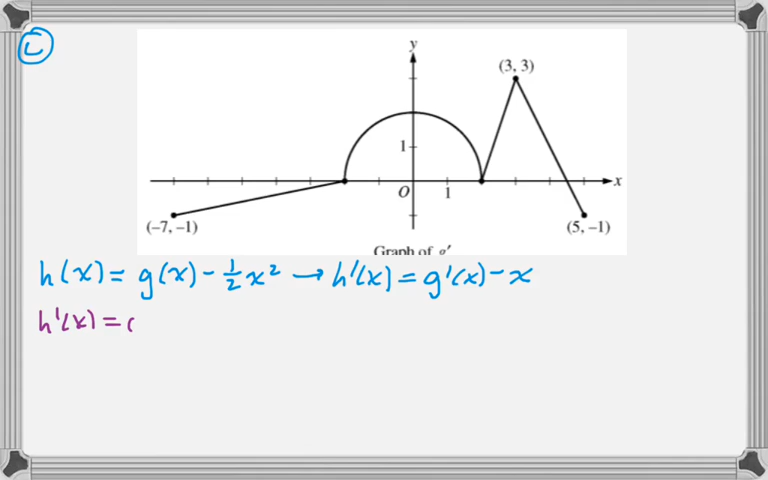 c
y
(3, 3)
1
O
1
x
(−7, −1)
(5, −1)
Graph of g′
h(x) = g(x) − ½x² → h′(x) = g′(x) − x
h′(x) = (